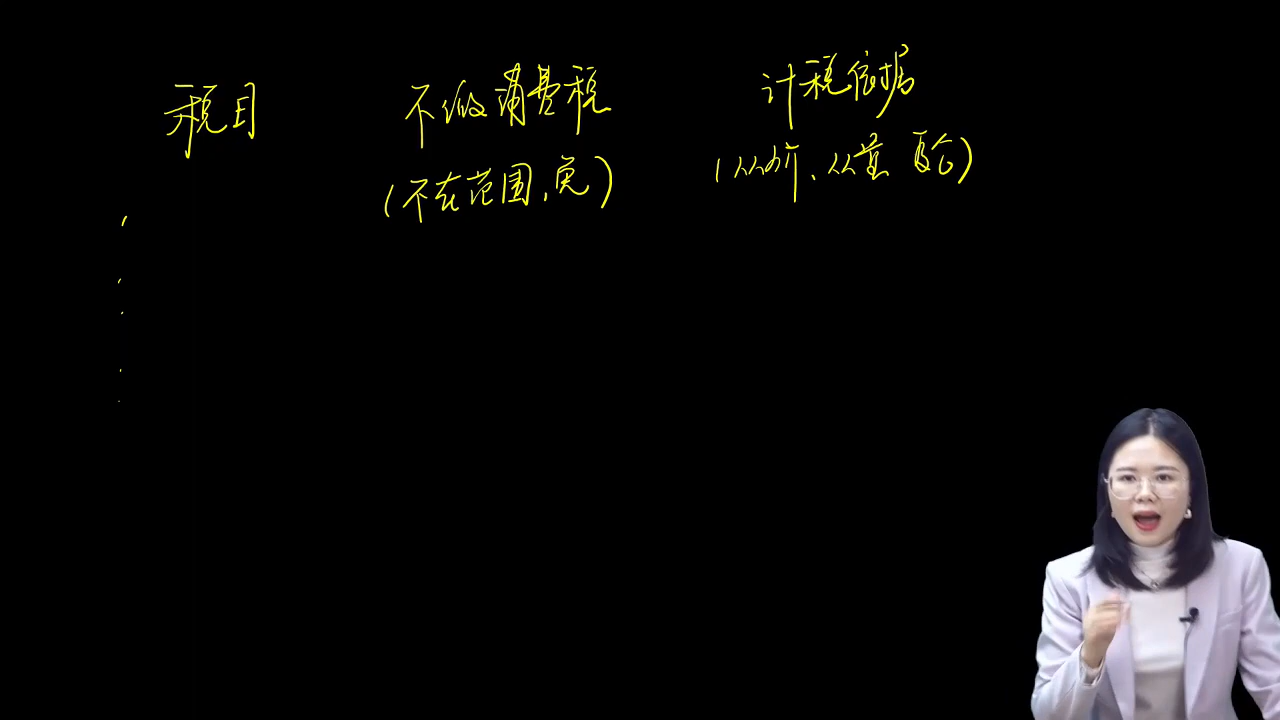 税目 不缴消费税 计税依据
(不在范围、免) (从价、从量 复合)